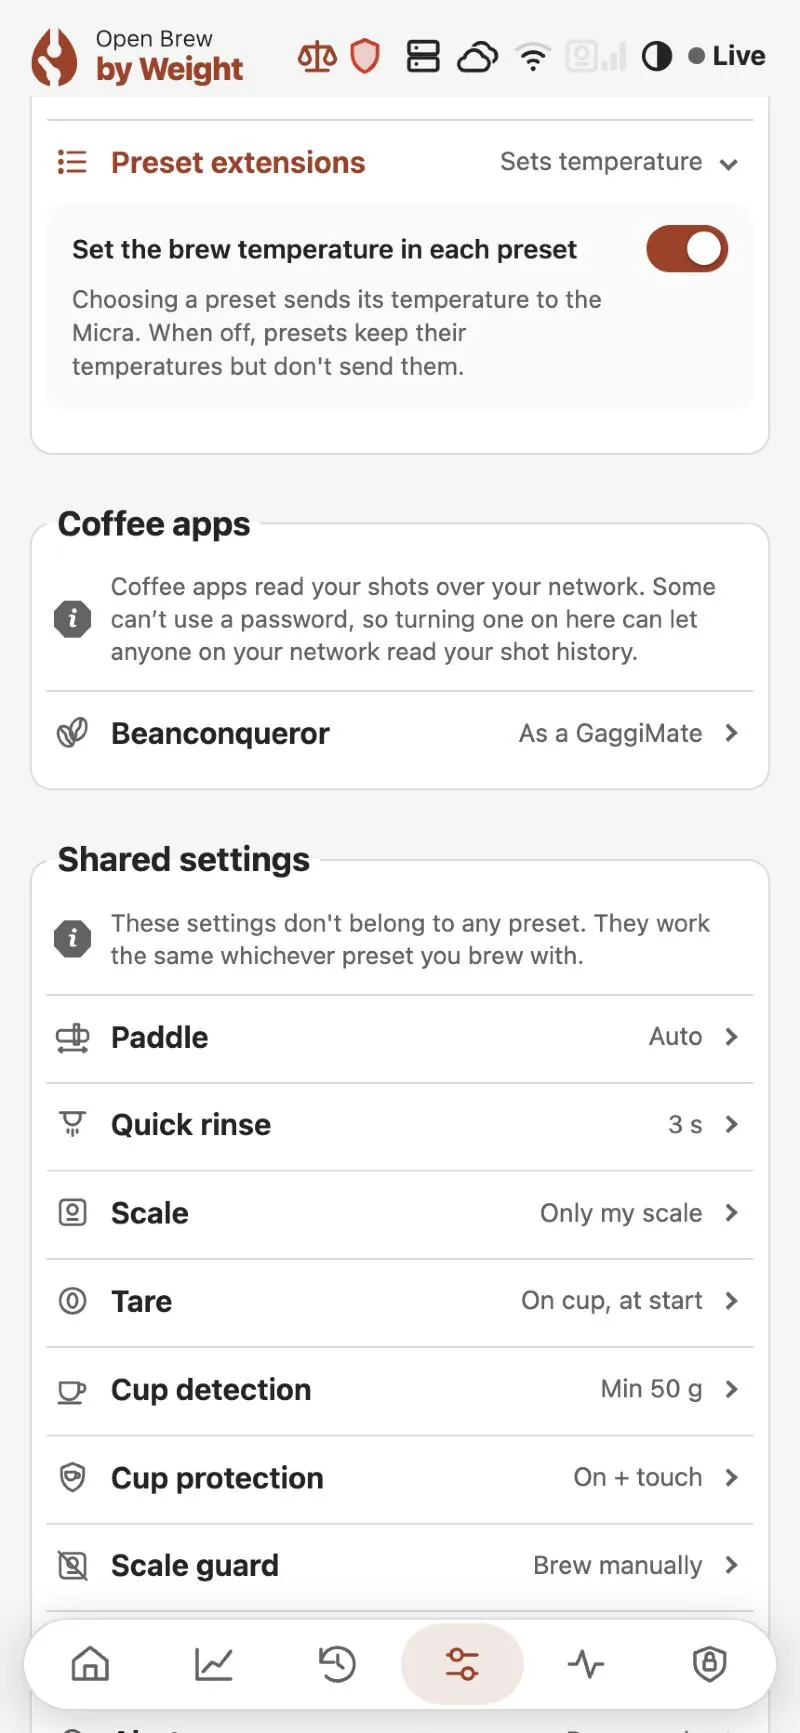 Open Brew
by Weight
Live
Preset extensions
Sets temperature
Set the brew temperature in each preset
Choosing a preset sends its temperature to the
Micra. When off, presets keep their
temperatures but don't send them.
Coffee apps
Coffee apps read your shots over your network. Some
can’t use a password, so turning one on here can let
anyone on your network read your shot history.
Beanconqueror
As a GaggiMate
Shared settings
These settings don't belong to any preset. They work
the same whichever preset you brew with.
Paddle
Auto
Quick rinse
3 s
Scale
Only my scale
Tare
On cup, at start
Cup detection
Min 50 g
Cup protection
On + touch
Scale guard
Brew manually